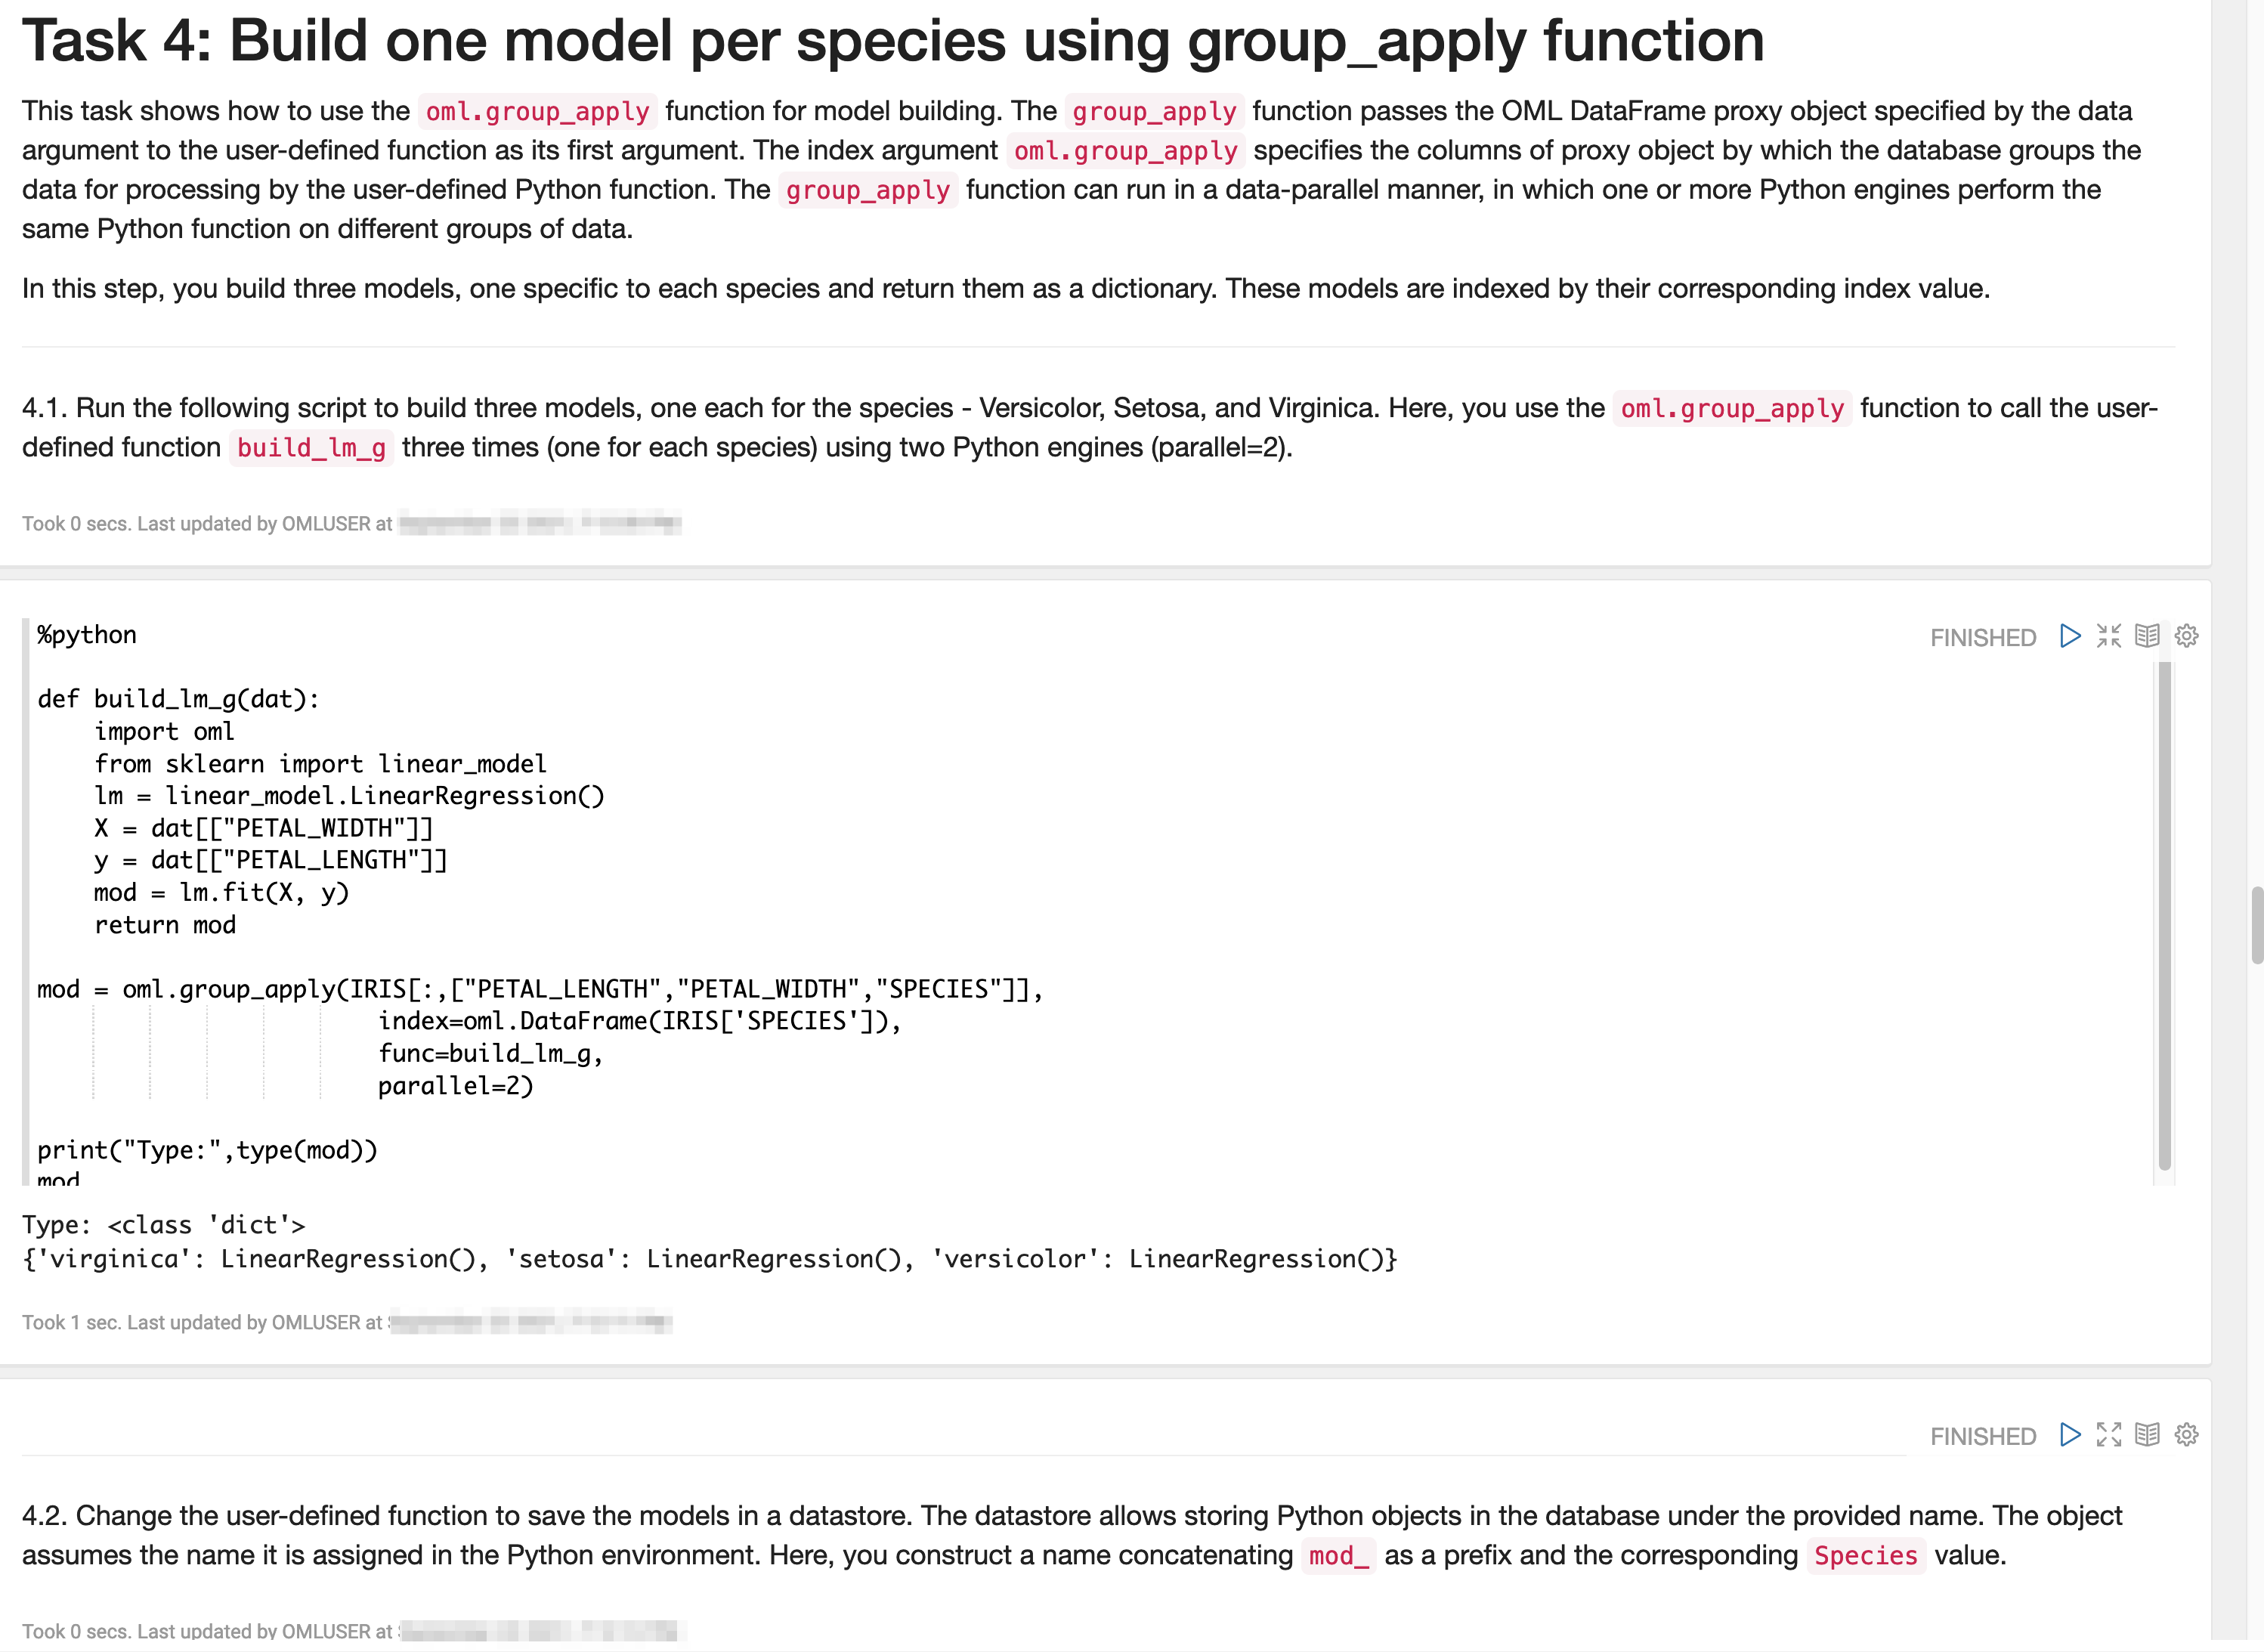 Task 4: Build one model per species using group_apply function
This task shows how to use the oml.group_apply function for model building. The group_apply function passes the OML DataFrame proxy object specified by the data
argument to the user-defined function as its first argument. The index argument oml.group_apply specifies the columns of proxy object by which the database groups the
data for processing by the user-defined Python function. The group_apply function can run in a data-parallel manner, in which one or more Python engines perform the
same Python function on different groups of data.
In this step, you build three models, one specific to each species and return them as a dictionary. These models are indexed by their corresponding index value.
4.1. Run the following script to build three models, one each for the species - Versicolor, Setosa, and Virginica. Here, you use the oml.group_apply function to call the user-
defined function build_lm_g three times (one for each species) using two Python engines (parallel=2).
Took 0 secs. Last updated by OMLUSER at
%python
FINISHED
def build_lm_g(dat):
    import oml
    from sklearn import linear_model
    lm = linear_model.LinearRegression()
    X = dat[["PETAL_WIDTH"]]
    y = dat[["PETAL_LENGTH"]]
    mod = lm.fit(X, y)
    return mod
mod = oml.group_apply(IRIS[:,["PETAL_LENGTH","PETAL_WIDTH","SPECIES"]],
                        index=oml.DataFrame(IRIS['SPECIES']),
                        func=build_lm_g,
                        parallel=2)
print("Type:",type(mod))
mod
Type: <class 'dict'>
{'virginica': LinearRegression(), 'setosa': LinearRegression(), 'versicolor': LinearRegression()}
Took 1 sec. Last updated by OMLUSER at
FINISHED
4.2. Change the user-defined function to save the models in a datastore. The datastore allows storing Python objects in the database under the provided name. The object
assumes the name it is assigned in the Python environment. Here, you construct a name concatenating mod_ as a prefix and the corresponding Species value.
Took 0 secs. Last updated by OMLUSER at